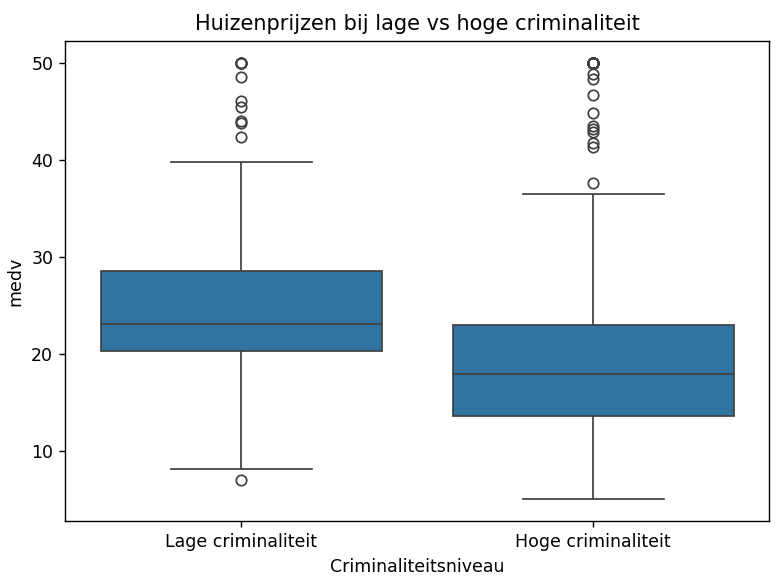 Huizenprijzen bij lage vs hoge criminaliteit
50
40
30
20
10
medv
Lage criminaliteit
Hoge criminaliteit
Criminaliteitsniveau